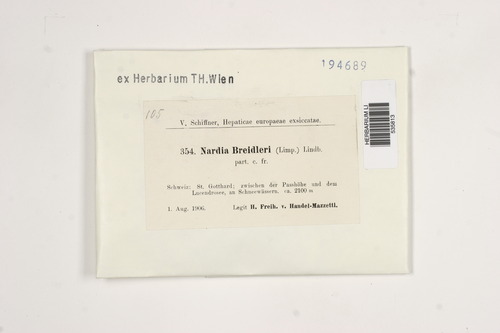 194689
ex Herbarium TH.Wien
HERBARIUM LI
535813
165
V. Schiffner, Hepaticae europaeae exsiccatae.
354. Nardia Breidleri (Limp.) Lindb.
part. c. fr.
Schweiz: St. Gotthard; zwischen der Passhöhe und dem
Lucendrosee, an Schneewässern. ca. 2100 m
1. Aug. 1906. Legit H. Freih. v. Handel-Mazzetti.